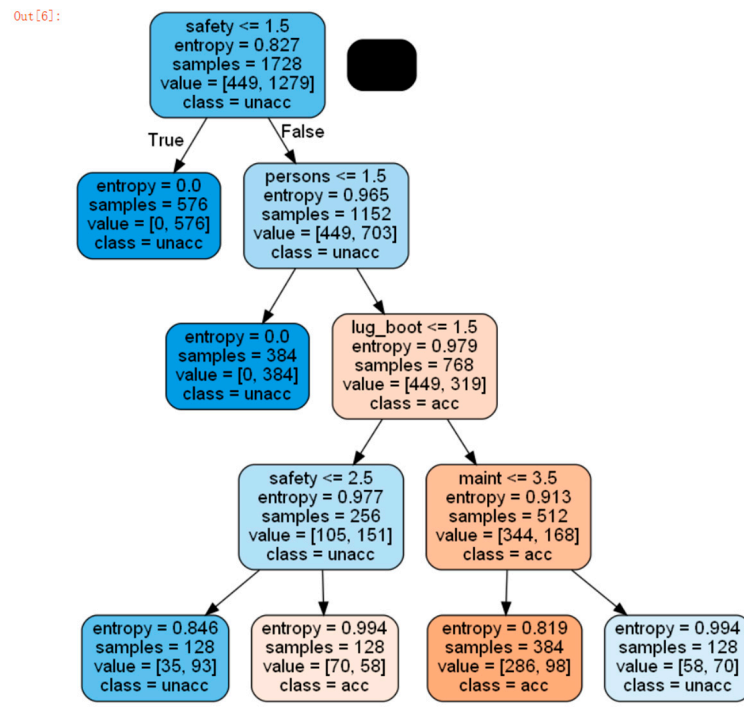 Out[6]:
safety <= 1.5
entropy = 0.827
samples = 1728
value = [449, 1279]
class = unacc
True
False
entropy = 0.0
samples = 576
value = [0, 576]
class = unacc
persons <= 1.5
entropy = 0.965
samples = 1152
value = [449, 703]
class = unacc
entropy = 0.0
samples = 384
value = [0, 384]
class = unacc
lug_boot <= 1.5
entropy = 0.979
samples = 768
value = [449, 319]
class = acc
safety <= 2.5
entropy = 0.977
samples = 256
value = [105, 151]
class = unacc
maint <= 3.5
entropy = 0.913
samples = 512
value = [344, 168]
class = acc
entropy = 0.846
samples = 128
value = [35, 93]
class = unacc
entropy = 0.994
samples = 128
value = [70, 58]
class = acc
entropy = 0.819
samples = 384
value = [286, 98]
class = acc
entropy = 0.994
samples = 128
value = [58, 70]
class = unacc